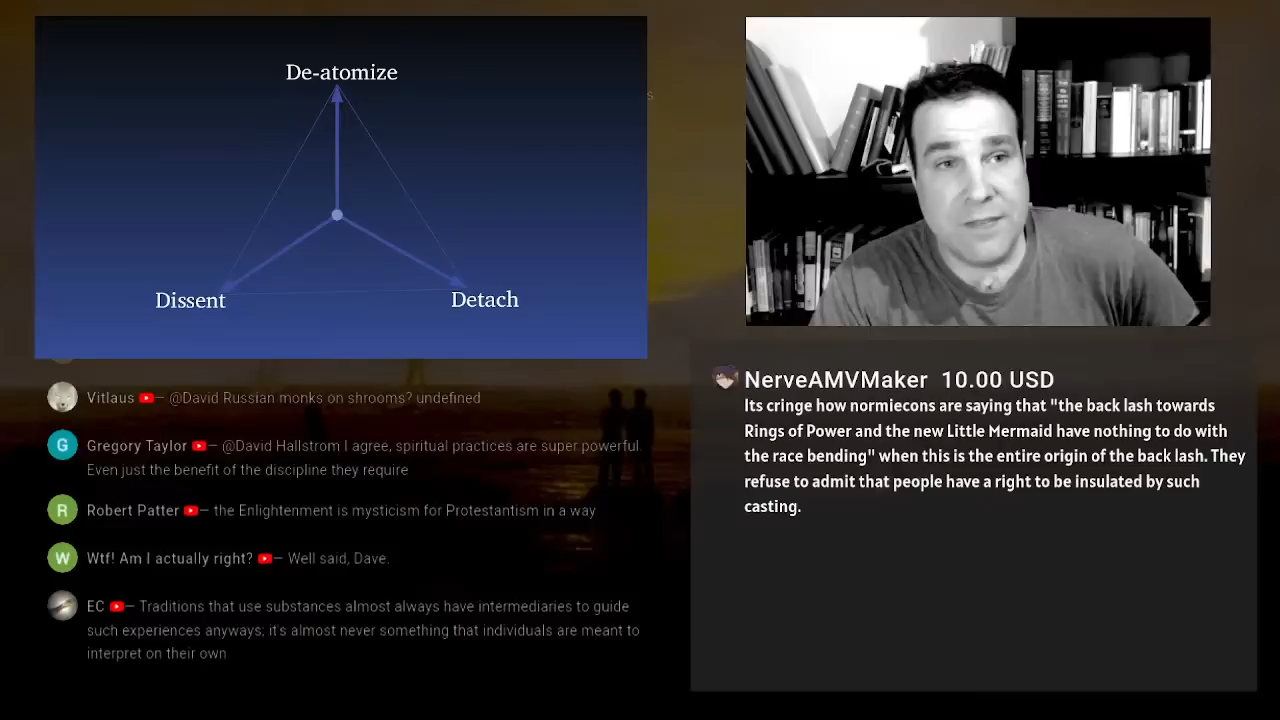 De-atomize
Dissent
Detach
s
Vitlaus — @David Russian monks on shrooms? undefined
G
Gregory Taylor — @David Hallstrom I agree, spiritual practices are super powerful.
Even just the benefit of the discipline they require
R
Robert Patter — the Enlightenment is mysticism for Protestantism in a way
W
Wtf! Am I actually right? — Well said, Dave.
EC — Traditions that use substances almost always have intermediaries to guide
such experiences anyways; it's almost never something that individuals are meant to
interpret on their own
NerveAMVMaker 10.00 USD
Its cringe how normiecons are saying that "the back lash towards
Rings of Power and the new Little Mermaid have nothing to do with
the race bending" when this is the entire origin of the back lash. They
refuse to admit that people have a right to be insulated by such
casting.